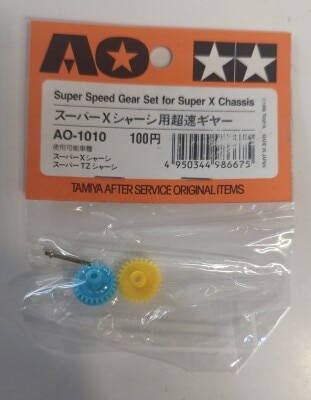 AO
Super Speed Gear Set for Super X Chassis
スーパーXシャーシ用超速ギヤー
AO-1010 100円
使用可能車種
スーパーXシャーシ
スーパーTZシャーシ
4 950344 986675
MADE IN JAPAN
TAMIYA AFTER SERVICE ORIGINAL ITEMS